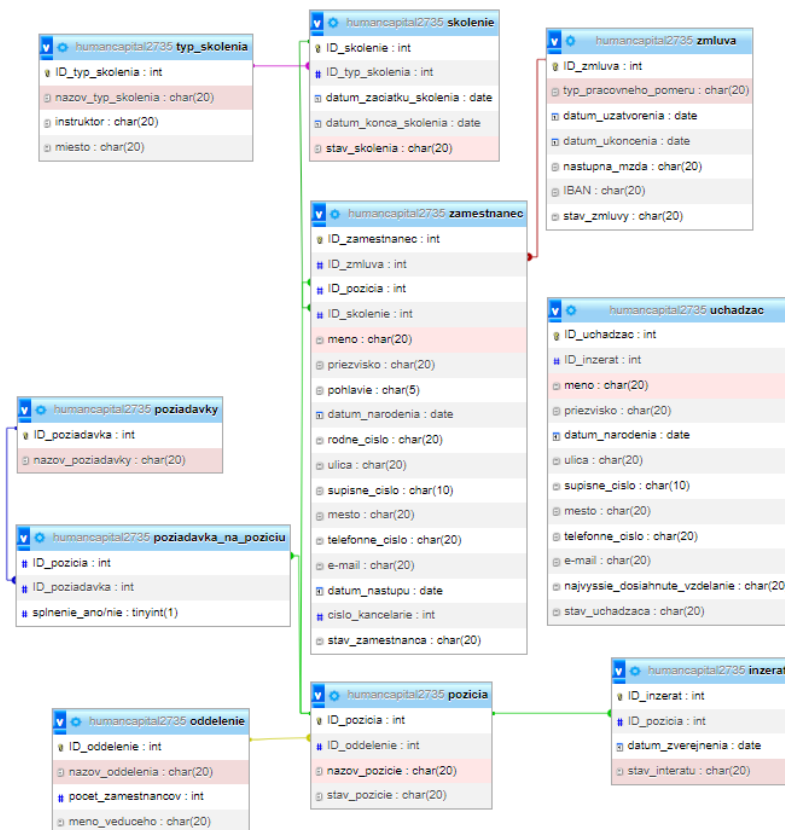 humancapital2735 typ_skolenia
ID_typ_skolenia : int
nazov_typ_skolenia : char(20)
instruktor : char(20)
miesto : char(20)
humancapital2735 skolenie
ID_skolenie : int
ID_typ_skolenia : int
datum_zaciatku_skolenia : date
datum_konca_skolenia : date
stav_skolenia : char(20)
humancapital2735 zmluva
ID_zmluva : int
typ_pracovneho_pomeru : char(20)
datum_uzatvorenia : date
datum_ukoncenia : date
nastupna_mzda : char(20)
IBAN : char(20)
stav_zmluvy : char(20)
humancapital2735 zamestnanec
ID_zamestnanec : int
ID_zmluva : int
ID_pozicia : int
ID_skolenie : int
meno : char(20)
priezvisko : char(20)
pohlavie : char(5)
datum_narodenia : date
rodne_cislo : char(20)
ulica : char(20)
supisne_cislo : char(10)
mesto : char(20)
telefonne_cislo : char(20)
e-mail : char(20)
datum_nastupu : date
cislo_kancelarie : int
stav_zamestnanca : char(20)
humancapital2735 uchadzac
ID_uchadzac : int
ID_inzerat : int
meno : char(20)
priezvisko : char(20)
datum_narodenia : date
ulica : char(20)
supisne_cislo : char(10)
mesto : char(20)
telefonne_cislo : char(20)
e-mail : char(20)
najvyssie_dosiahnute_vzdelanie : char(20
stav_uchadzaca : char(20)
humancapital2735 poziadavky
ID_poziadavka : int
nazov_poziadavky : char(20)
humancapital2735 poziadavka_na_poziciu
ID_pozicia : int
ID_poziadavka : int
splnenie_ano/nie : tinyint(1)
humancapital2735 oddelenie
ID_oddelenie : int
nazov_oddelenia : char(20)
pocet_zamestnancov : int
meno_veduceho : char(20)
humancapital2735 pozicia
ID_pozicia : int
ID_oddelenie : int
nazov_pozicie : char(20)
stav_pozicie : char(20)
humancapital2735 inzerat
ID_inzerat : int
ID_pozicia : int
datum_zverejnenia : date
stav_interatu : char(20)